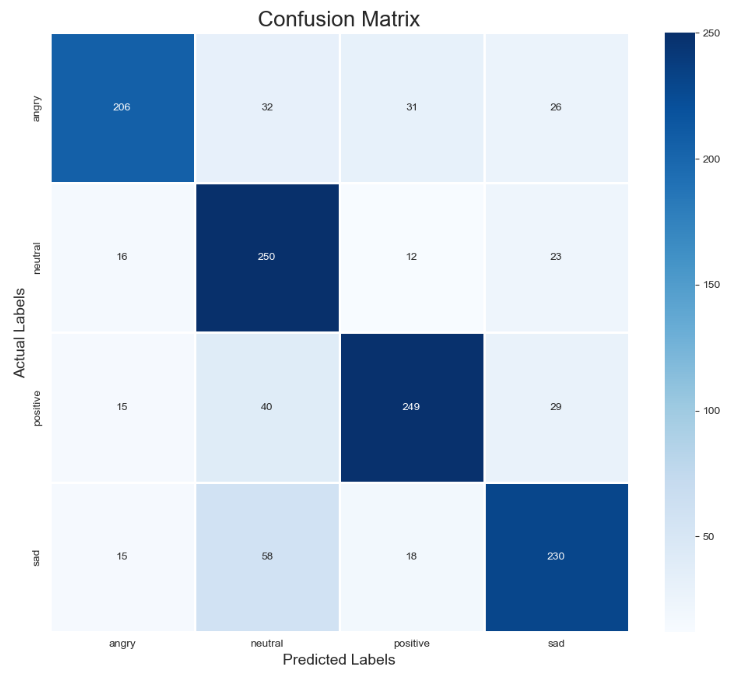 Confusion Matrix
angry 206 32 31 26
neutral 16 250 12 23
positive 15 40 249 29
sad 15 58 18 230
angry neutral positive sad
Predicted Labels
Actual Labels
250
200
150
100
50